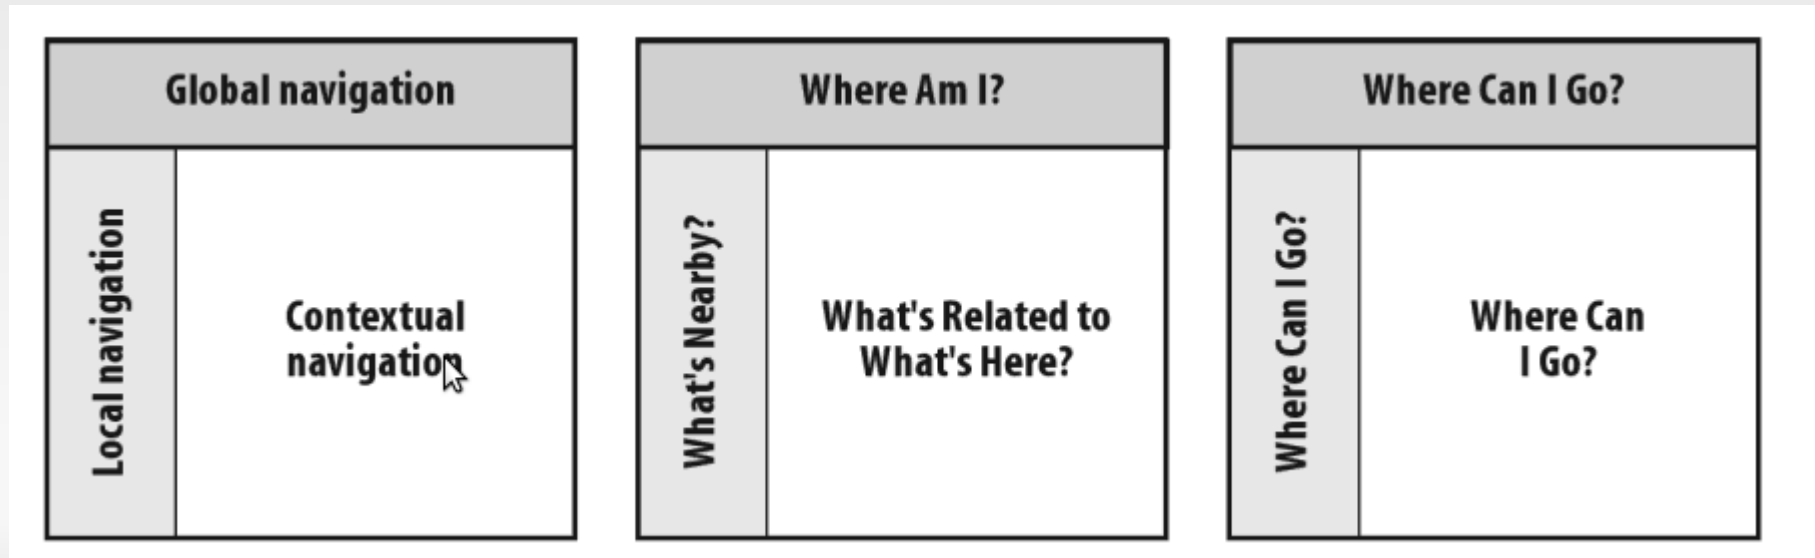 Global navigation
Local navigation
Contextual
navigation
Where Am I?
What's Nearby?
What's Related to
What's Here?
Where Can I Go?
Where Can I Go?
Where Can
I Go?